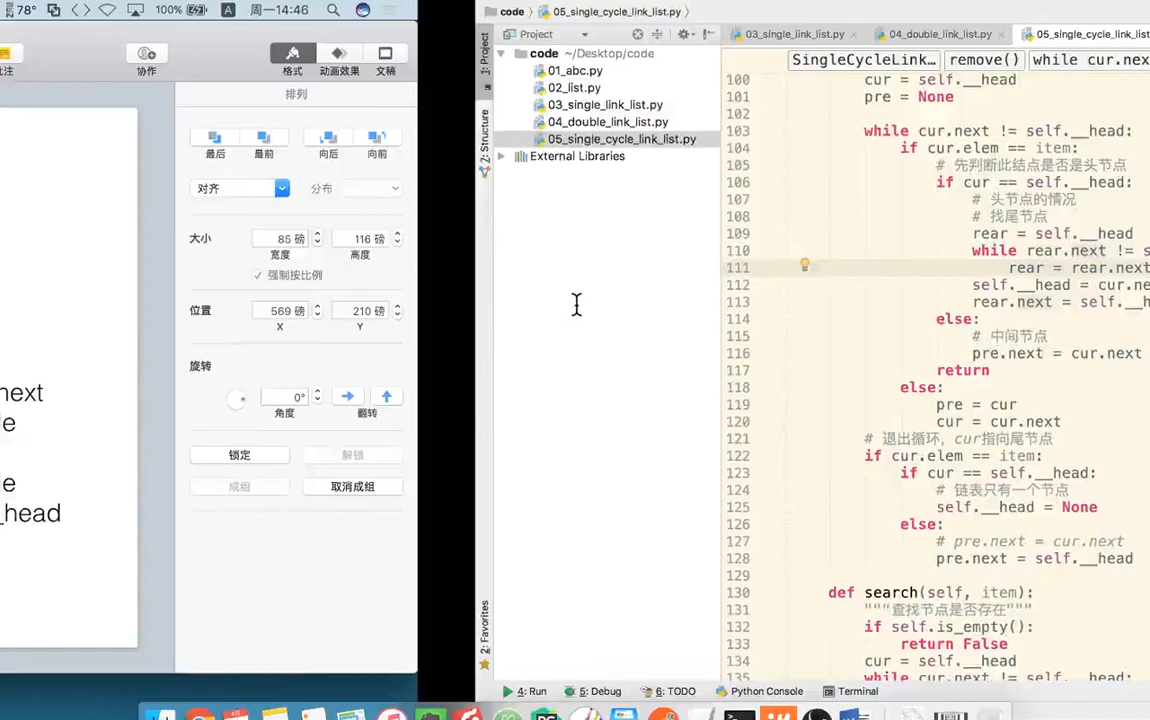 78°
100%
A
周一14:46
批注
协作
格式
动画效果
文稿
排列
最后
最前
向后
向前
对齐
分布
大小
85 磅
116 磅
宽度
高度
强制按比例
位置
569 磅
210 磅
X
Y
旋转
0°
角度
翻转
锁定
解锁
成组
取消成组
next
e
e
_head
code
05_single_cycle_link_list.py
1: Project
Z: Structure
2: Favorites
Project
code ~/Desktop/code
01_abc.py
02_list.py
03_single_link_list.py
04_double_link_list.py
05_single_cycle_link_list.py
External Libraries
03_single_link_list.py
04_double_link_list.py
05_single_cycle_link_list
SingleCycleLink...
remove()
while cur.nex
100 cur = self.__head
101 pre = None
102
103 while cur.next != self.__head:
104 if cur.elem == item:
105 # 先判断此结点是否是头节点
106 if cur == self.__head:
107 # 头节点的情况
108 # 找尾节点
109 rear = self.__head
110 while rear.next != s
111 rear = rear.next
112 self.__head = cur.ne
113 rear.next = self.__h
114 else:
115 # 中间节点
116 pre.next = cur.next
117 return
118 else:
119 pre = cur
120 cur = cur.next
121 # 退出循环，cur指向尾节点
122 if cur.elem == item:
123 if cur == self.__head:
124 # 链表只有一个节点
125 self.__head = None
126 else:
127 # pre.next = cur.next
128 pre.next = self.__head
129
130 def search(self, item):
131 """查找节点是否存在"""
132 if self.is_empty():
133 return False
134 cur = self.__head
135 while cur.next != self.__head:
4: Run
5: Debug
6: TODO
Python Console
Terminal